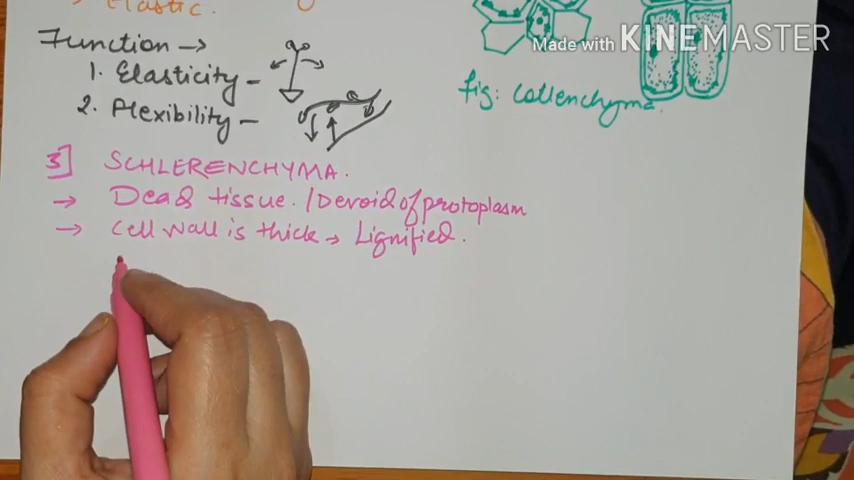 Elastic.
Function →
1. Elasticity -
2. Flexibility -
fig: Collenchyma.
3] SCHLERENCHYMA.
→ Dead tissue. / Devoid of protoplasm
→ Cell wall is thick → Lignified.
Made with KINEMASTER